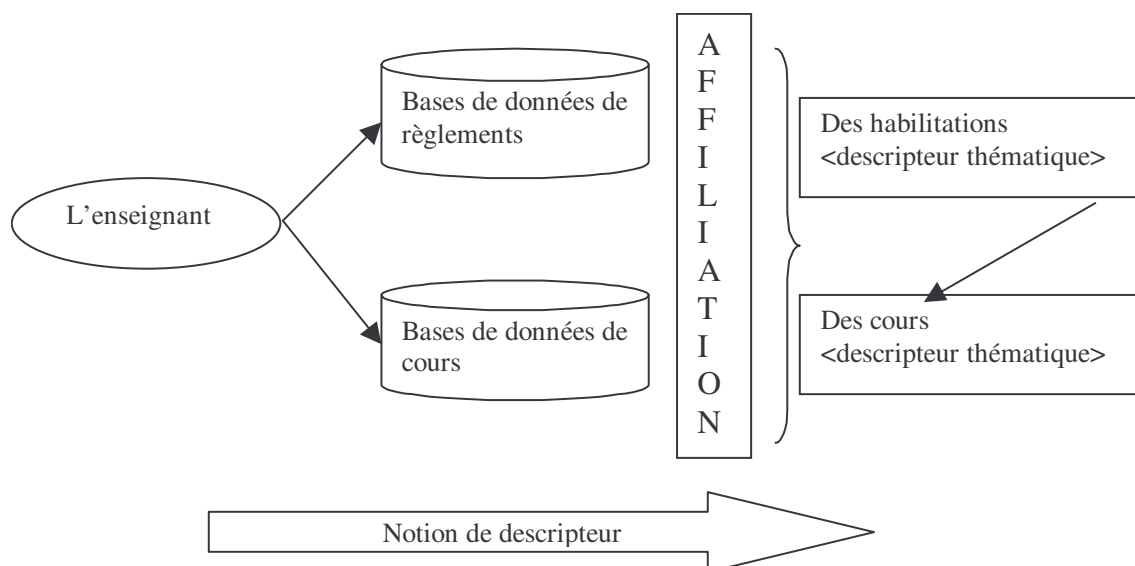 L'enseignant
Bases de données de
règlements
Bases de données de
cours
A
F
F
I
L
I
A
T
I
O
N
Des habilitations
<descripteur thématique>
Des cours
<descripteur thématique>
Notion de descripteur